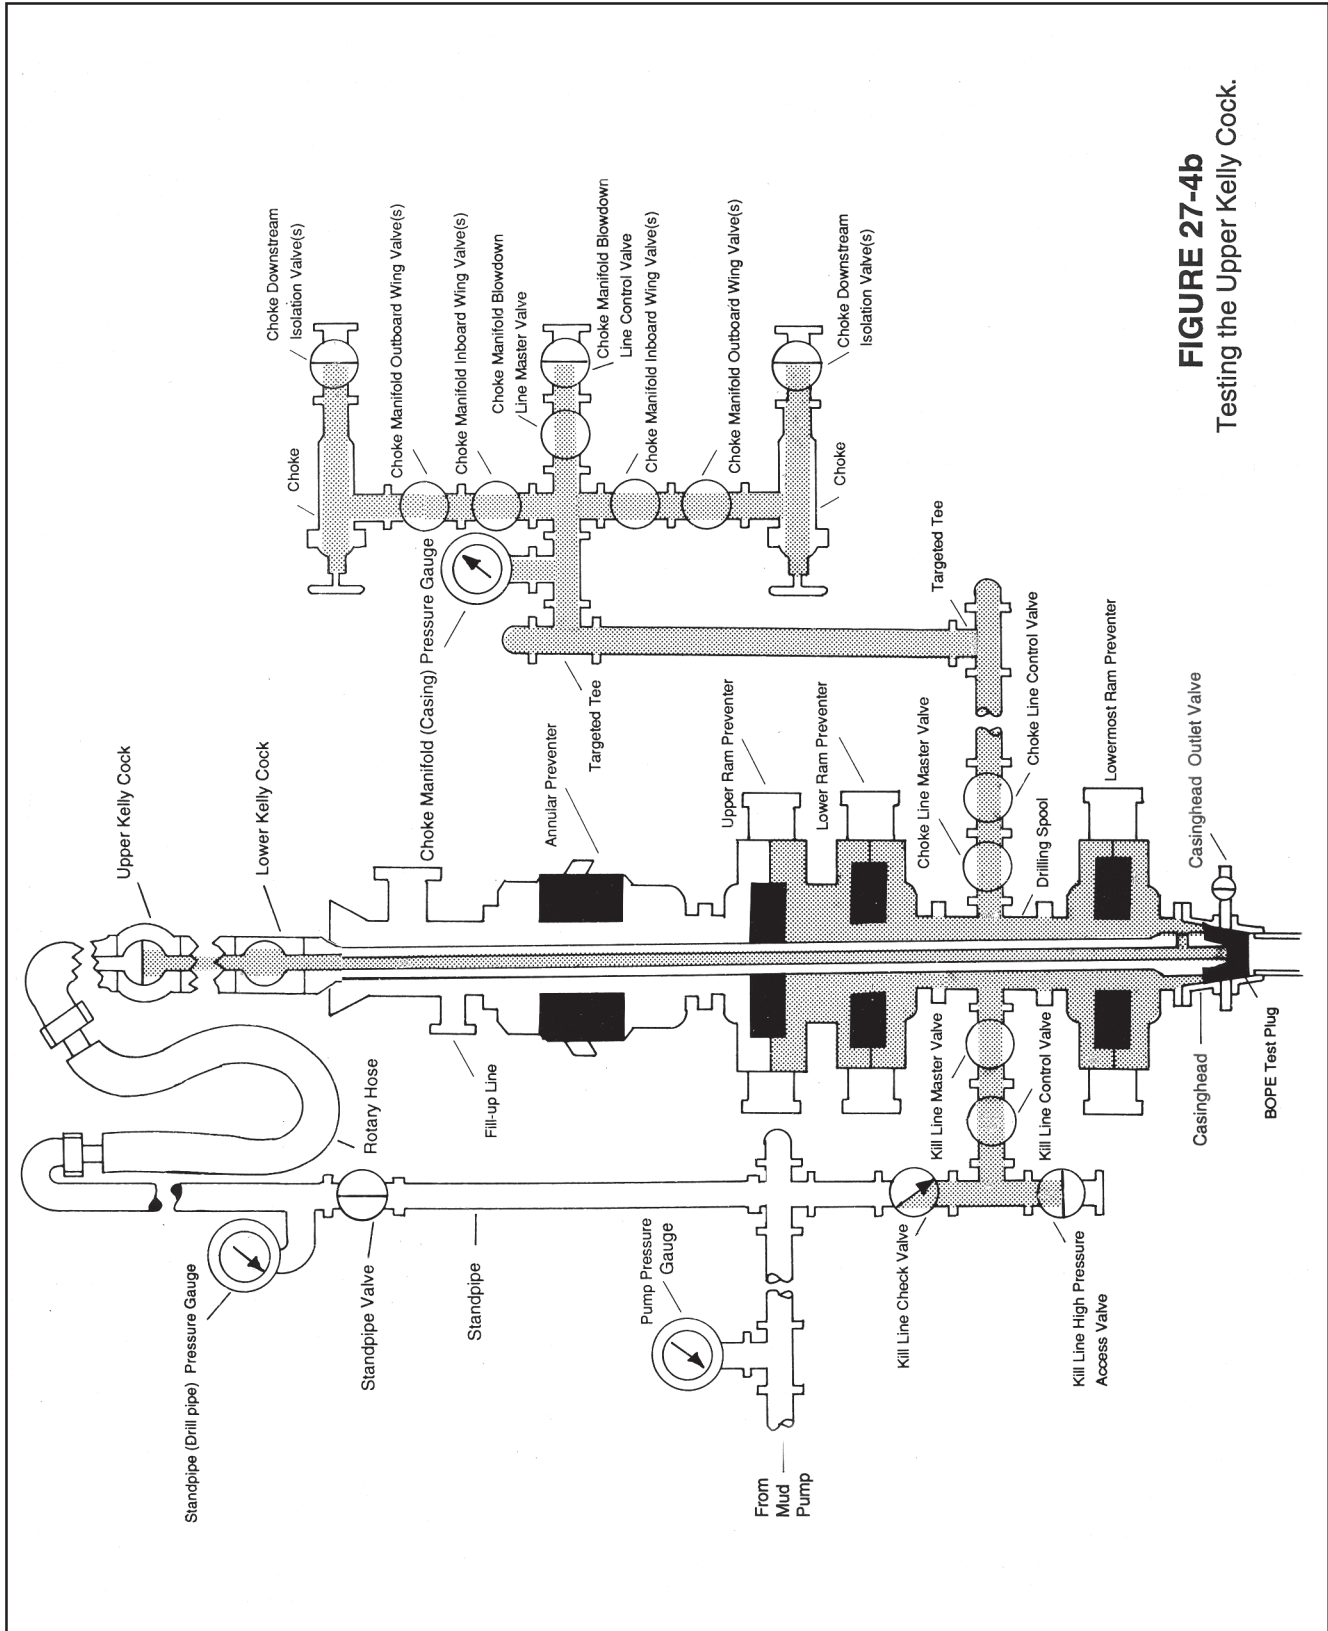 Standpipe (Drill pipe) Pressure Gauge
Rotary Hose
Standpipe Valve
Standpipe
Fill-up Line
Pump Pressure
Gauge
From
Mud
Pump
Kill Line Check Valve
Kill Line Master Valve
Kill Line Control Valve
Kill Line High Pressure
Access Valve
Casinghead
BOPE Test Plug
Upper Kelly Cock
Lower Kelly Cock
Choke Manifold (Casing) Pressure Gauge
Annular Preventer
Targeted Tee
Upper Ram Preventer
Lower Ram Preventer
Choke Line Master Valve
Drilling Spool
Choke Line Control Valve
Targeted Tee
Lowermost Ram Preventer
Casinghead Outlet Valve
Choke Downstream
Isolation Valve(s)
Choke
Choke Manifold Outboard Wing Valve(s)
Choke Manifold Inboard Wing Valve(s)
Choke Manifold Blowdown
Line Master Valve
Choke Manifold Blowdown
Line Control Valve
Choke Manifold Inboard Wing Valve(s)
Choke Manifold Outboard Wing Valve(s)
Choke
Choke Downstream
Isolation Valve(s)
FIGURE 27-4b
Testing the Upper Kelly Cock.